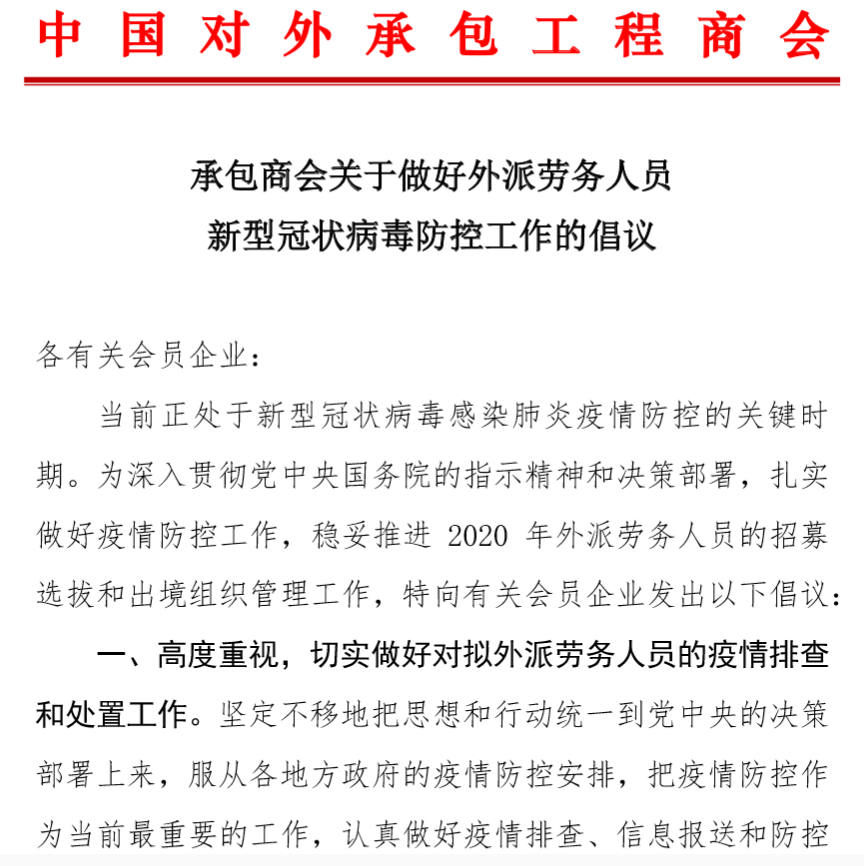 中国对外承包工程商会
承包商会关于做好外派劳务人员
新型冠状病毒防控工作的倡议
各有关会员企业：
当前正处于新型冠状病毒感染肺炎疫情防控的关键时
期。为深入贯彻党中央国务院的指示精神和决策部署，扎实
做好疫情防控工作，稳妥推进 2020 年外派劳务人员的招募
选拔和出境组织管理工作，特向有关会员企业发出以下倡议：
一、高度重视，切实做好对拟外派劳务人员的疫情排查
和处置工作。坚定不移地把思想和行动统一到党中央的决策
部署上来，服从各地方政府的疫情防控安排，把疫情防控作
为当前最重要的工作，认真做好疫情排查、信息报送和防控